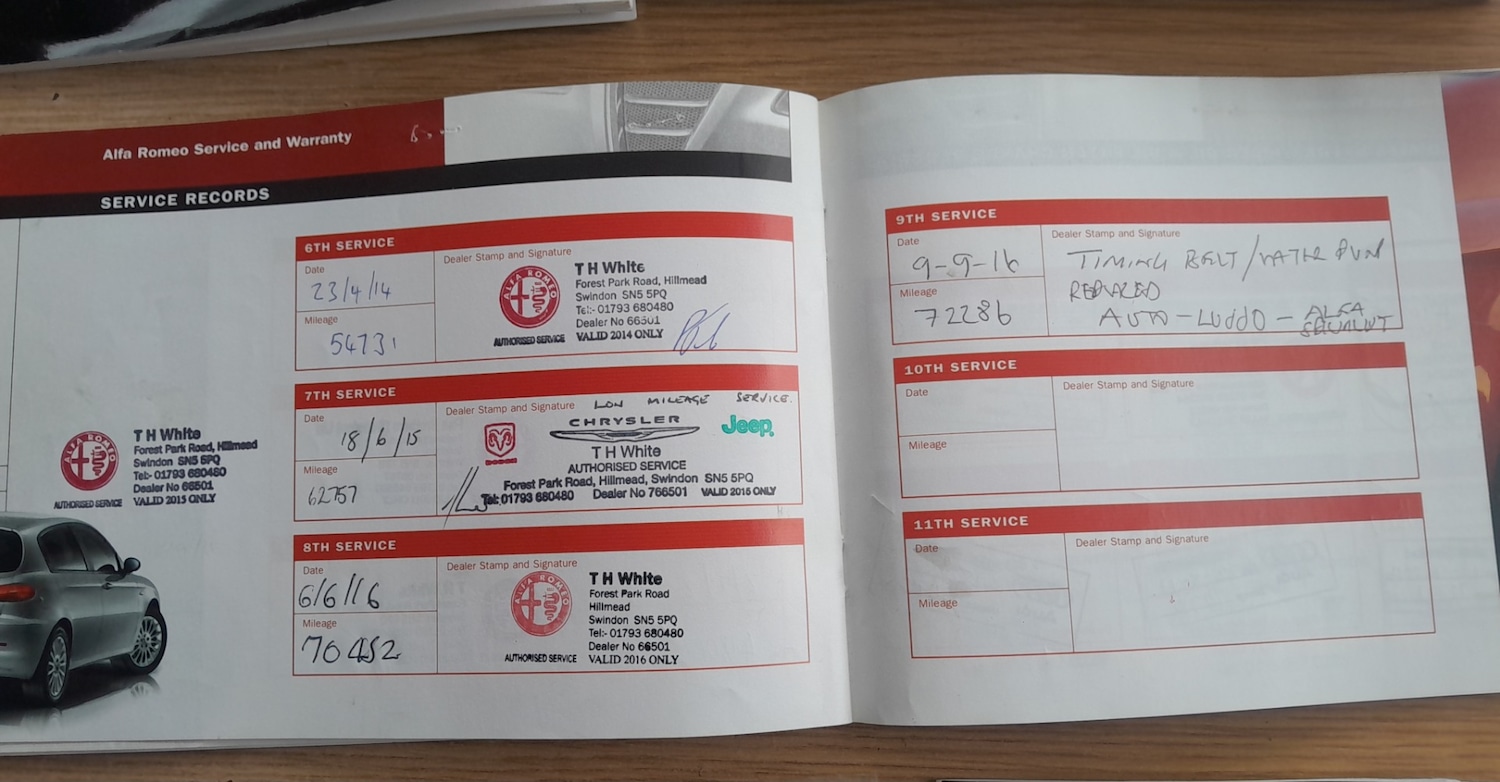 Alfa Romeo Service and Warranty
SERVICE RECORDS
ALFA ROMEO
T H White
Forest Park Road, Hillmead
Swindon SN5 5PQ
Tel:- 01793 680480
Dealer No 66501
AUTHORISED SERVICE VALID 2013 ONLY
6TH SERVICE
Date
23/4/14
Mileage
54731
Dealer Stamp and Signature
ALFA ROMEO
T H White
Forest Park Road, Hillmead
Swindon SN5 5PQ
Tel:- 01793 680480
Dealer No 66501
AUTHORISED SERVICE VALID 2014 ONLY
7TH SERVICE
Date
18/6/15
Mileage
62757
Dealer Stamp and Signature LOW MILEAGE SERVICE.
DODGE CHRYSLER Jeep
T H White
AUTHORISED SERVICE
Forest Park Road, Hillmead, Swindon SN5 5PQ
Tel: 01793 680480 Dealer No 766501 VALID 2015 ONLY
8TH SERVICE
Date
6/6/16
Mileage
70452
Dealer Stamp and Signature
ALFA ROMEO
T H White
Forest Park Road
Hillmead
Swindon SN5 5PQ
Tel:- 01793 680480
Dealer No 66501
AUTHORISED SERVICE VALID 2016 ONLY
9TH SERVICE
Date
9-9-16
Mileage
72286
Dealer Stamp and Signature
TIMING BELT/
AUTO - - ALFA
10TH SERVICE
Date
Mileage
Dealer Stamp and Signature
11TH SERVICE
Date
Mileage
Dealer Stamp and Signature